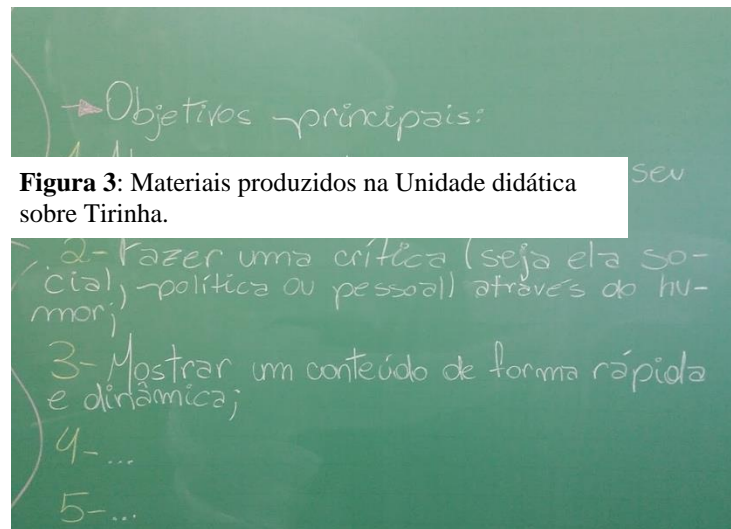 →Objetivos principais:
seu
Figura 3: Materiais produzidos na Unidade didática
sobre Tirinha.
2-Fazer uma crítica (seja ela so-
cial, política ou pessoal) através do hu-
mor;
3-Mostrar um conteúdo de forma rápida
e dinâmica;
4-...
5-...